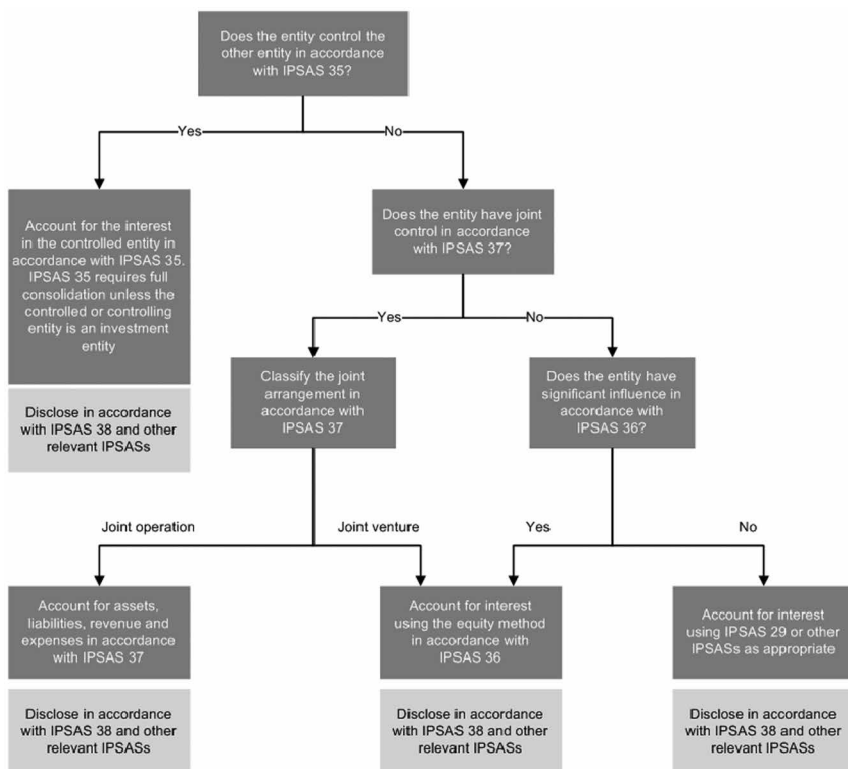 Does the entity control the
other entity in accordance
with IPSAS 35?
Yes
No
Account for the interest
in the controlled entity in
accordance with IPSAS 35.
IPSAS 35 requires full
consolidation unless the
controlled or controlling
entity is an investment
entity
Does the entity have joint
control in accordance
with IPSAS 37?
Disclose in accordance
with IPSAS 38 and other
relevant IPSASs
Yes
No
Classify the joint
arrangement in
accordance with
IPSAS 37
Does the entity have
significant influence in
accordance with
IPSAS 36?
Joint operation
Joint venture
Yes
No
Account for assets,
liabilities, revenue and
expenses in accordance
with IPSAS 37
Account for interest
using the equity method
in accordance with
IPSAS 36
Account for interest
using IPSAS 29 or other
IPSASs as appropriate
Disclose in accordance
with IPSAS 38 and other
relevant IPSASs
Disclose in accordance
with IPSAS 38 and other
relevant IPSASs
Disclose in accordance
with IPSAS 38 and other
relevant IPSASs